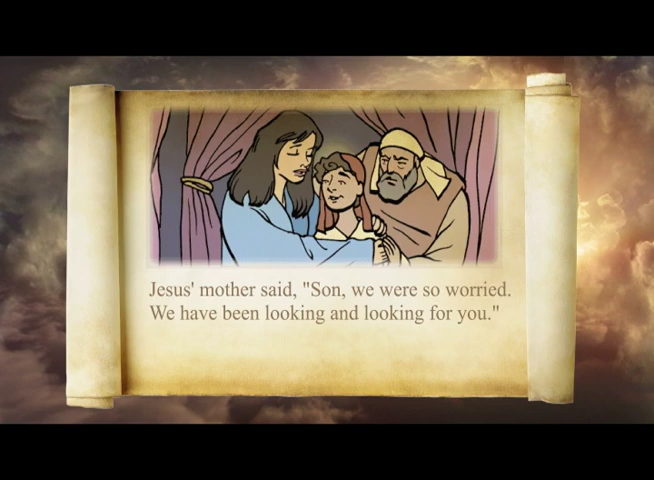 Jesus' mother said, "Son, we were so worried.
We have been looking and looking for you."